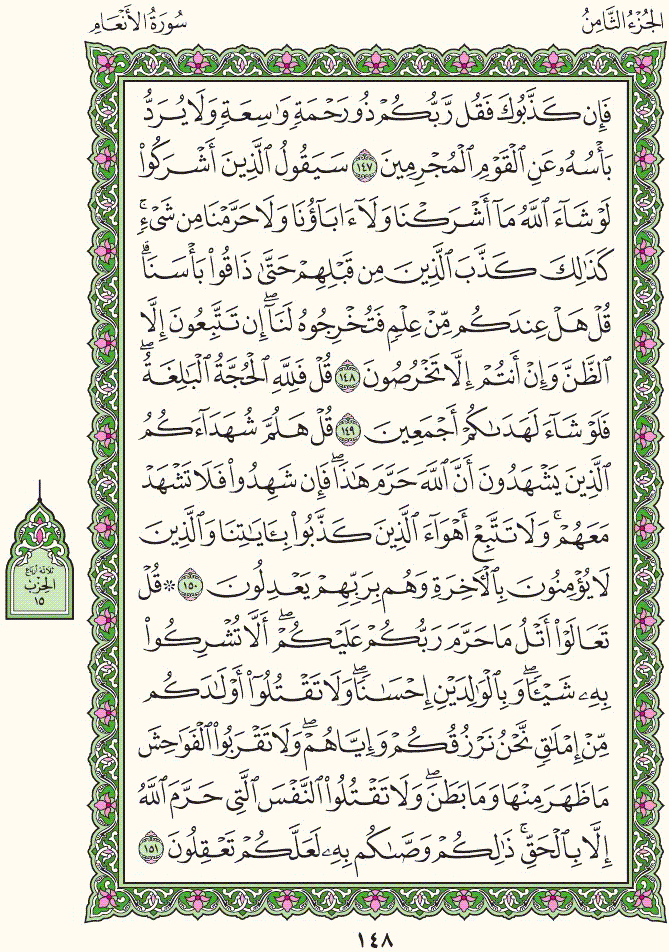 الجُزْءُ الثَّامِنُ
سُورَةُ الأَنْعَامِ
فَإِن كَذَّبُوكَ فَقُل رَّبُّكُمْ ذُو رَحْمَةٍ وَٰسِعَةٍ وَلَا يُرَدُّ
بَأْسُهُۥ عَنِ ٱلْقَوْمِ ٱلْمُجْرِمِينَ ١٤٧ سَيَقُولُ ٱلَّذِينَ أَشْرَكُوا۟
لَوْ شَآءَ ٱللَّهُ مَآ أَشْرَكْنَا وَلَآ ءَابَآؤُنَا وَلَا حَرَّمْنَا مِن شَىْءٍۚ
كَذَٰلِكَ كَذَّبَ ٱلَّذِينَ مِن قَبْلِهِمْ حَتَّىٰ ذَاقُوا۟ بَأْسَنَاۗ
قُلْ هَلْ عِندَكُم مِّنْ عِلْمٍ فَتُخْرِجُوهُ لَنَآۖ إِن تَتَّبِعُونَ إِلَّا
ٱلظَّنَّ وَإِنْ أَنتُمْ إِلَّا تَخْرُصُونَ ١٤٨ قُلْ فَلِلَّهِ ٱلْحُجَّةُ ٱلْبَٰلِغَةُۖ
فَلَوْ شَآءَ لَهَدَىٰكُمْ أَجْمَعِينَ ١٤٩ قُلْ هَلُمَّ شُهَدَآءَكُمُ
ٱلَّذِينَ يَشْهَدُونَ أَنَّ ٱللَّهَ حَرَّمَ هَٰذَاۖ فَإِن شَهِدُوا۟ فَلَا تَشْهَدْ
مَعَهُمْۚ وَلَا تَتَّبِعْ أَهْوَآءَ ٱلَّذِينَ كَذَّبُوا۟ بِـَٔايَٰتِنَا وَٱلَّذِينَ
لَا يُؤْمِنُونَ بِٱلْـَٔاخِرَةِ وَهُم بِرَبِّهِمْ يَعْدِلُونَ ١٥٠ ۞ قُلْ
تَعَالَوْا۟ أَتْلُ مَا حَرَّمَ رَبُّكُمْ عَلَيْكُمْۖ أَلَّا تُشْرِكُوا۟
بِهِۦ شَيْـًٔاۖ وَبِٱلْوَٰلِدَيْنِ إِحْسَٰنًاۖ وَلَا تَقْتُلُوٓا۟ أَوْلَٰدَكُم
مِّنْ إِمْلَٰقٍۖ نَّحْنُ نَرْزُقُكُمْ وَإِيَّاهُمْۖ وَلَا تَقْرَبُوا۟ ٱلْفَوَٰحِشَ
مَا ظَهَرَ مِنْهَا وَمَا بَطَنَۖ وَلَا تَقْتُلُوا۟ ٱلنَّفْسَ ٱلَّتِى حَرَّمَ ٱللَّهُ
إِلَّا بِٱلْحَقِّۚ ذَٰلِكُمْ وَصَّىٰكُم بِهِۦ لَعَلَّكُمْ تَعْقِلُونَ ١٥١
ثلاثة أرباع
الحزب
١٥
١٤٨